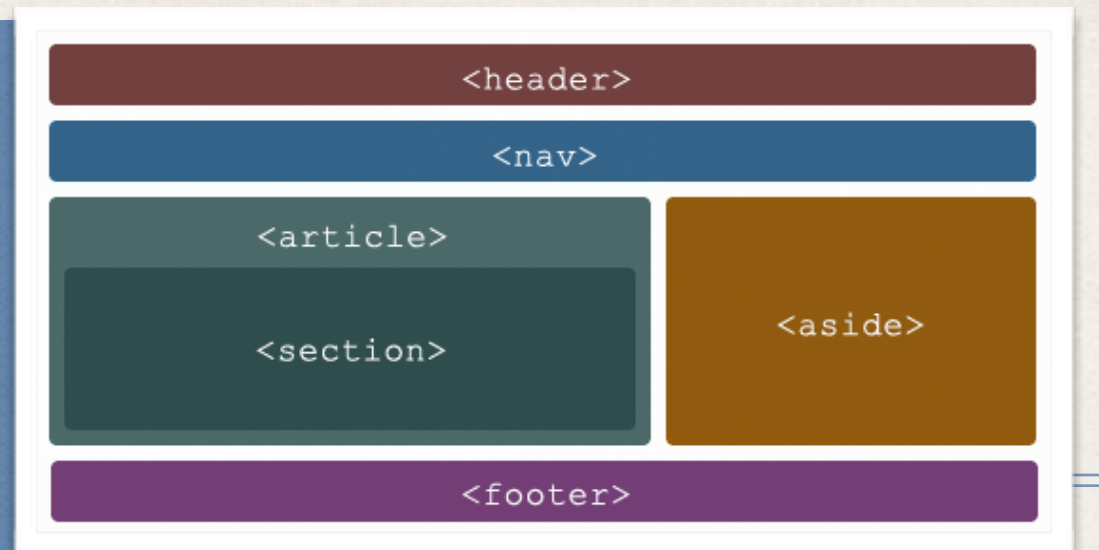 <header>
<nav>
<article>
<section>
<aside>
<footer>